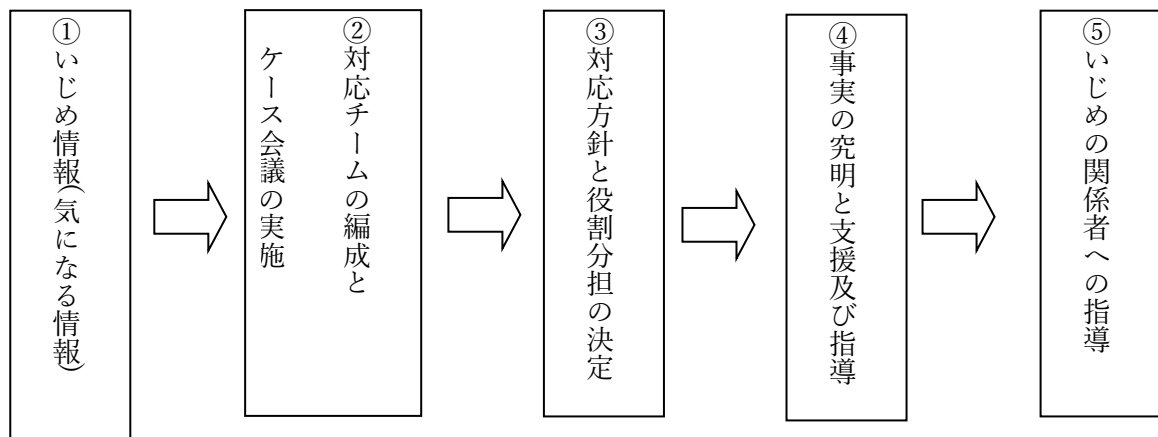 ①いじめ情報(気になる情報)
②対応チームの編成と
ケース会議の実施
③対応方針と役割分担の決定
④事実の究明と支援及び指導
⑤いじめの関係者への指導